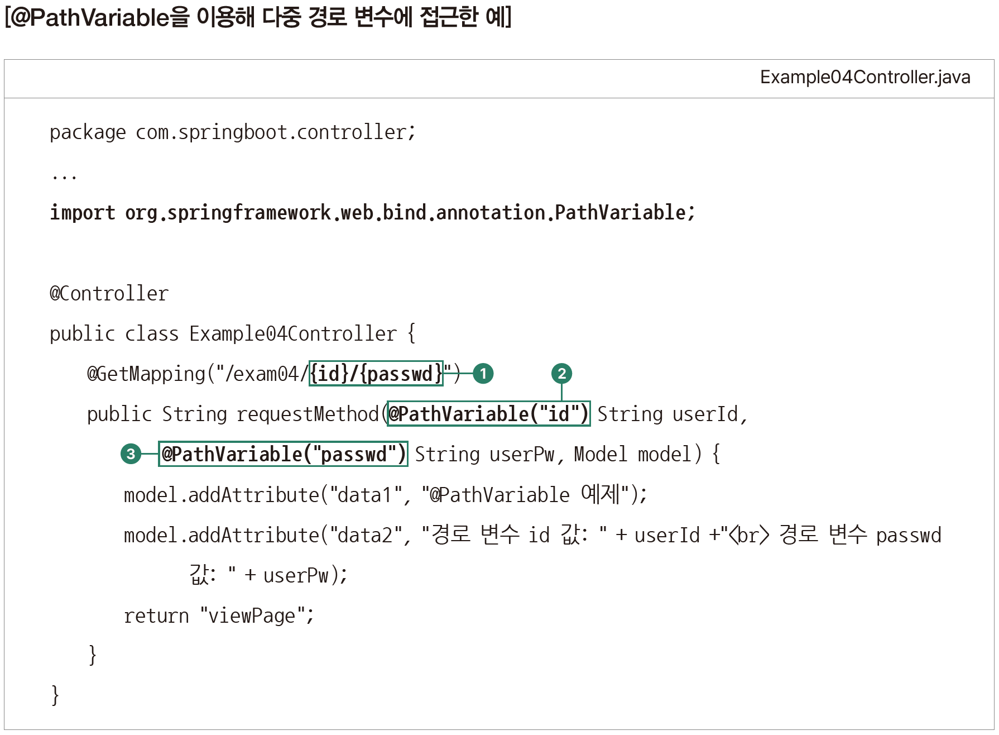 [@PathVariable을 이용해 다중 경로 변수에 접근한 예]
Example04Controller.java
package com.springboot.controller;
...
import org.springframework.web.bind.annotation.PathVariable;
@Controller
public class Example04Controller {
@GetMapping("/exam04/{id}/{passwd}") 1 2
public String requestMethod(@PathVariable("id") String userId,
3 @PathVariable("passwd") String userPw, Model model) {
model.addAttribute("data1", "@PathVariable 예제");
model.addAttribute("data2", "경로 변수 id 값: " + userId +"<br> 경로 변수 passwd
값: " + userPw);
return "viewPage";
}
}